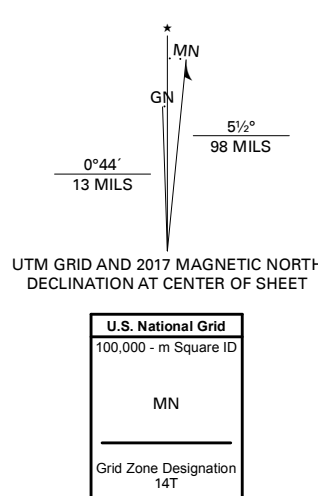 ★
MN
GN
5½°
98 MILS
0°44´
13 MILS
UTM GRID AND 2017 MAGNETIC NORTH
DECLINATION AT CENTER OF SHEET
U.S. National Grid
100,000 - m Square ID
MN
Grid Zone Designation
14T